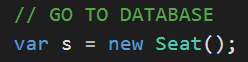 // GO TO DATABASE
var s = new Seat();